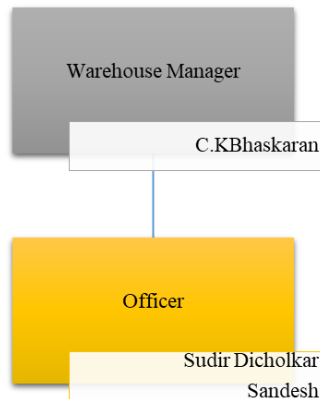 Warehouse Manager
C.KBhaskaran
Officer
Sudir Dicholkar
Sandesh